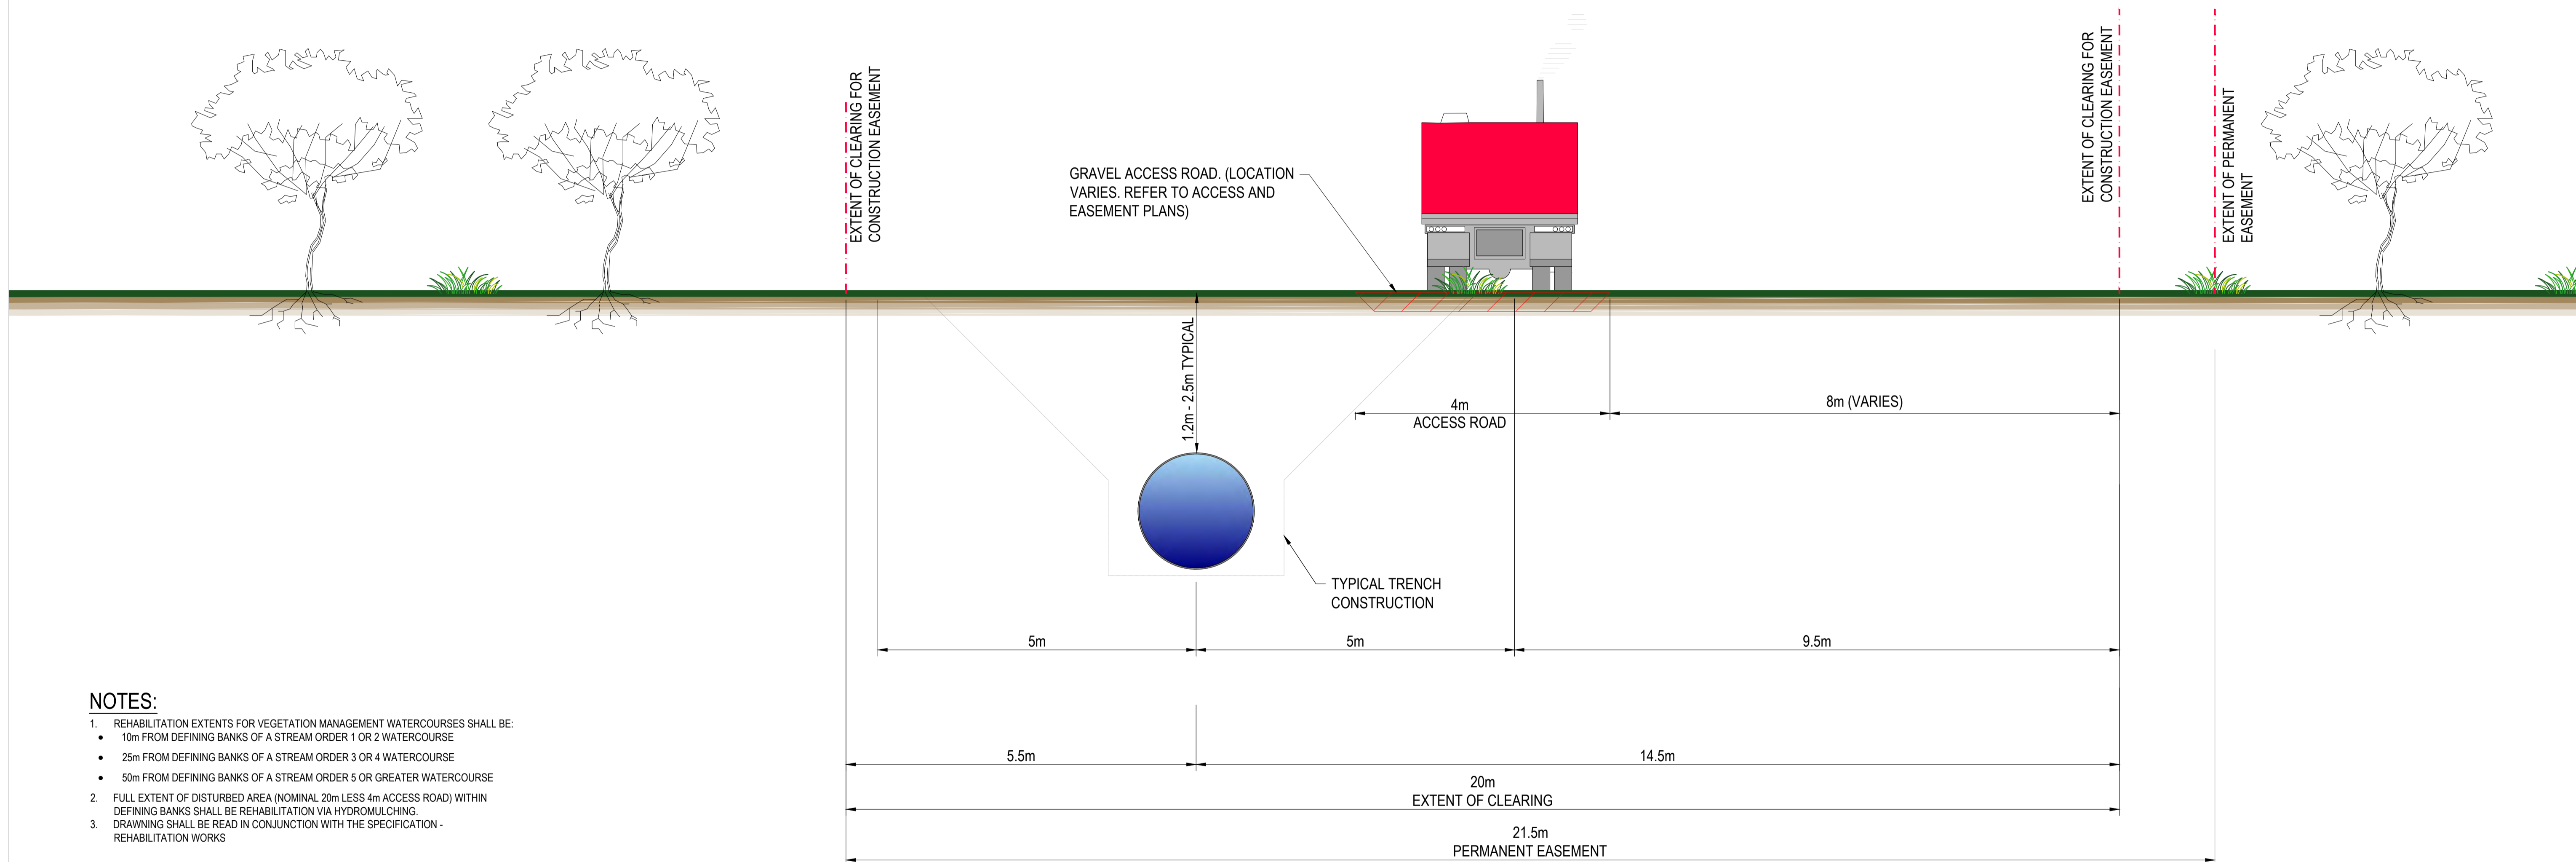 EXTENT OF CLEARING FOR
CONSTRUCTION EASEMENT
GRAVEL ACCESS ROAD. (LOCATION
VARIES. REFER TO ACCESS AND
EASEMENT PLANS)
EXTENT OF CLEARING FOR
CONSTRUCTION EASEMENT
EXTENT OF PERMANENT
EASEMENT
1.2m - 2.5m TYPICAL
4m
ACCESS ROAD
8m (VARIES)
TYPICAL TRENCH
CONSTRUCTION
5m
5m
9.5m
5.5m
14.5m
20m
EXTENT OF CLEARING
21.5m
PERMANENT EASEMENT
NOTES:
1. REHABILITATION EXTENTS FOR VEGETATION MANAGEMENT WATERCOURSES SHALL BE:
• 10m FROM DEFINING BANKS OF A STREAM ORDER 1 OR 2 WATERCOURSE
• 25m FROM DEFINING BANKS OF A STREAM ORDER 3 OR 4 WATERCOURSE
• 50m FROM DEFINING BANKS OF A STREAM ORDER 5 OR GREATER WATERCOURSE
2. FULL EXTENT OF DISTURBED AREA (NOMINAL 20m LESS 4m ACCESS ROAD) WITHIN
DEFINING BANKS SHALL BE REHABILITATION VIA HYDROMULCHING.
3. DRAWNING SHALL BE READ IN CONJUNCTION WITH THE SPECIFICATION -
REHABILITATION WORKS